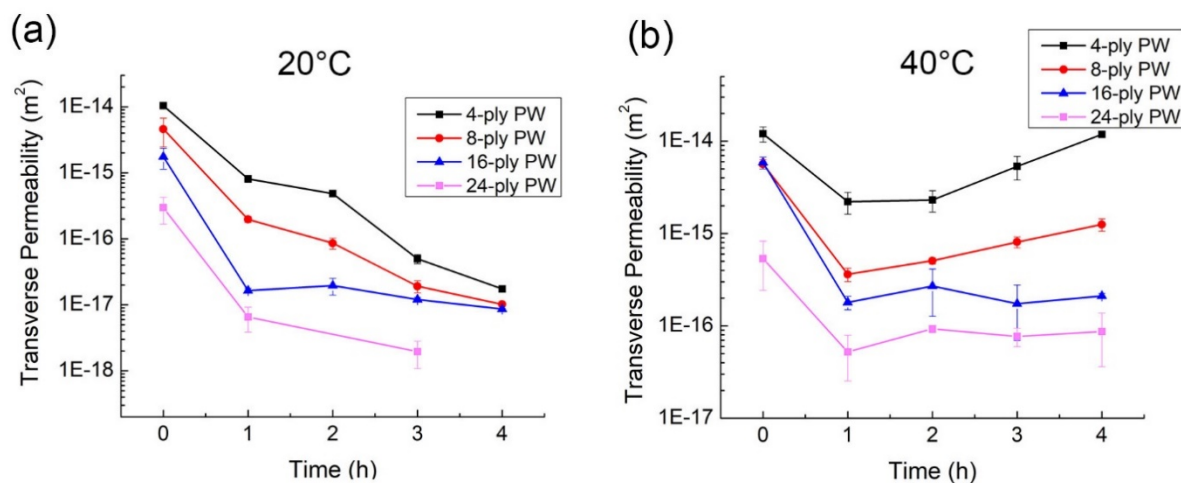 (a)
20°C
Transverse Permeability (m²)
1E-14
1E-15
1E-16
1E-17
1E-18
4-ply PW
8-ply PW
16-ply PW
24-ply PW
0 1 2 3 4
Time (h)
(b)
40°C
Transverse Permeability (m²)
1E-14
1E-15
1E-16
1E-17
4-ply PW
8-ply PW
16-ply PW
24-ply PW
0 1 2 3 4
Time (h)